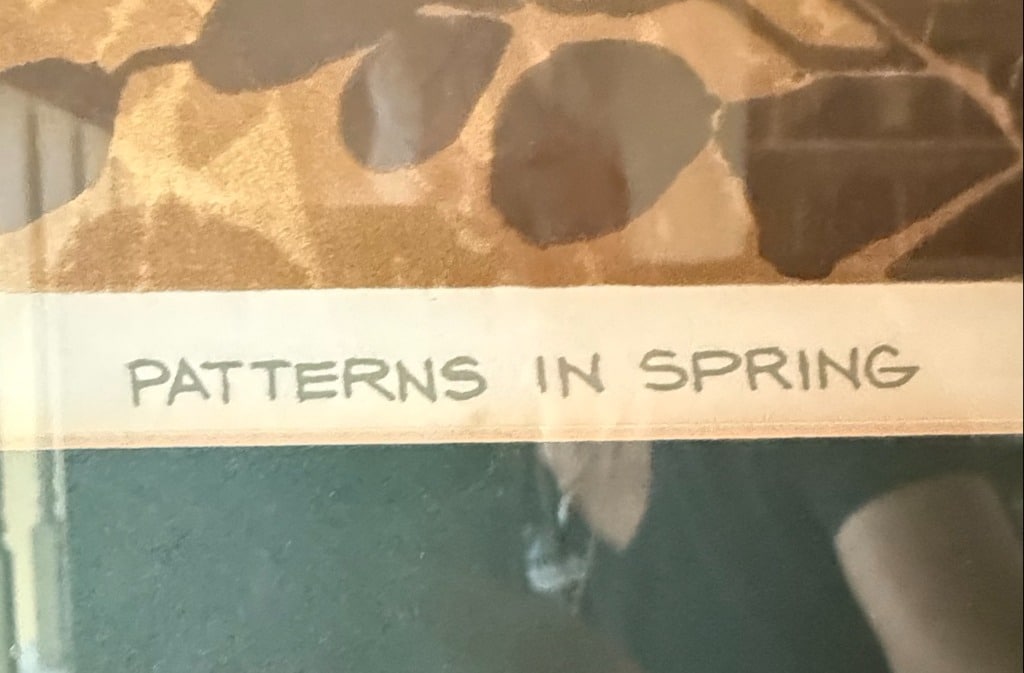 PATTERNS IN SPRING